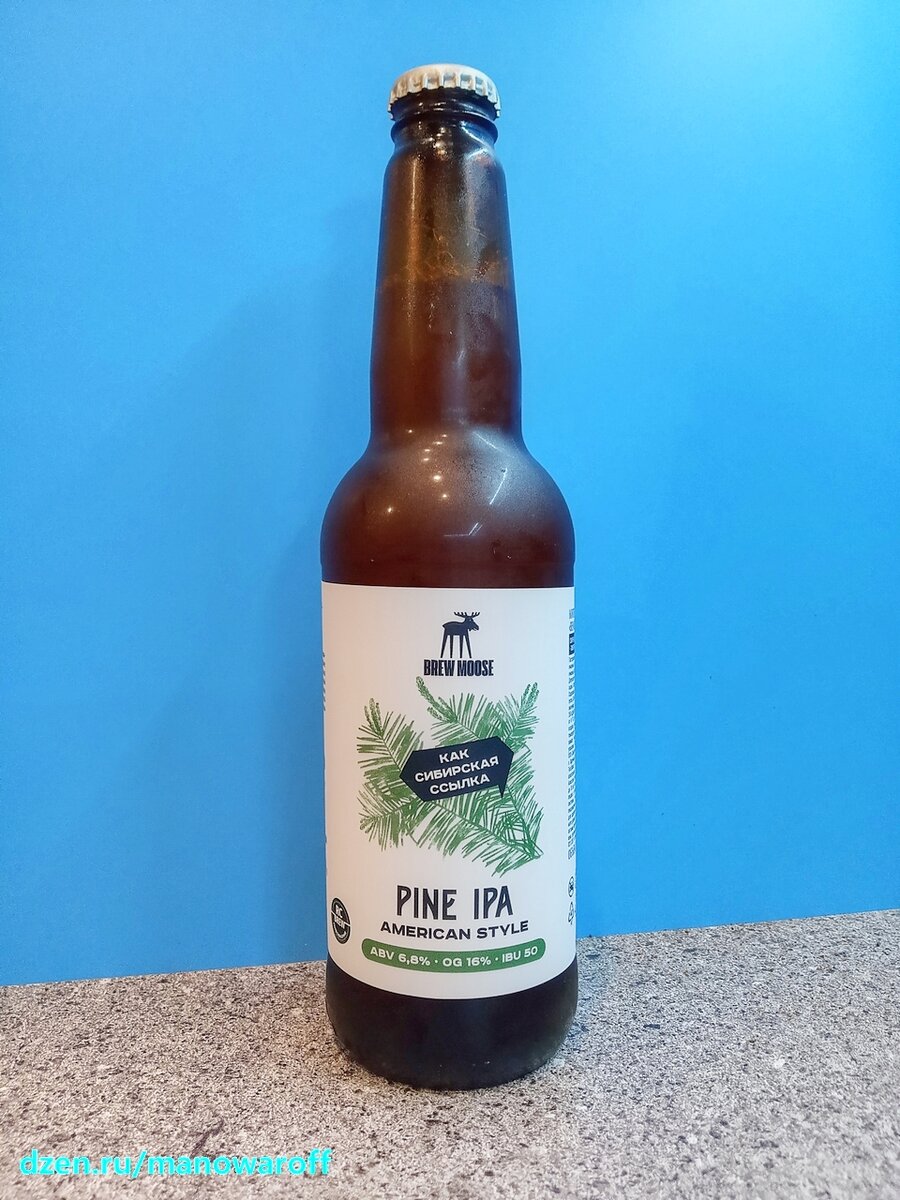 BREW MOOSE
КАК
СИБИРСКАЯ
ССЫЛКА
PINE IPA
AMERICAN STYLE
ABV 6,8% • OG 16% • IBU 50
dzen.ru/manowaroff